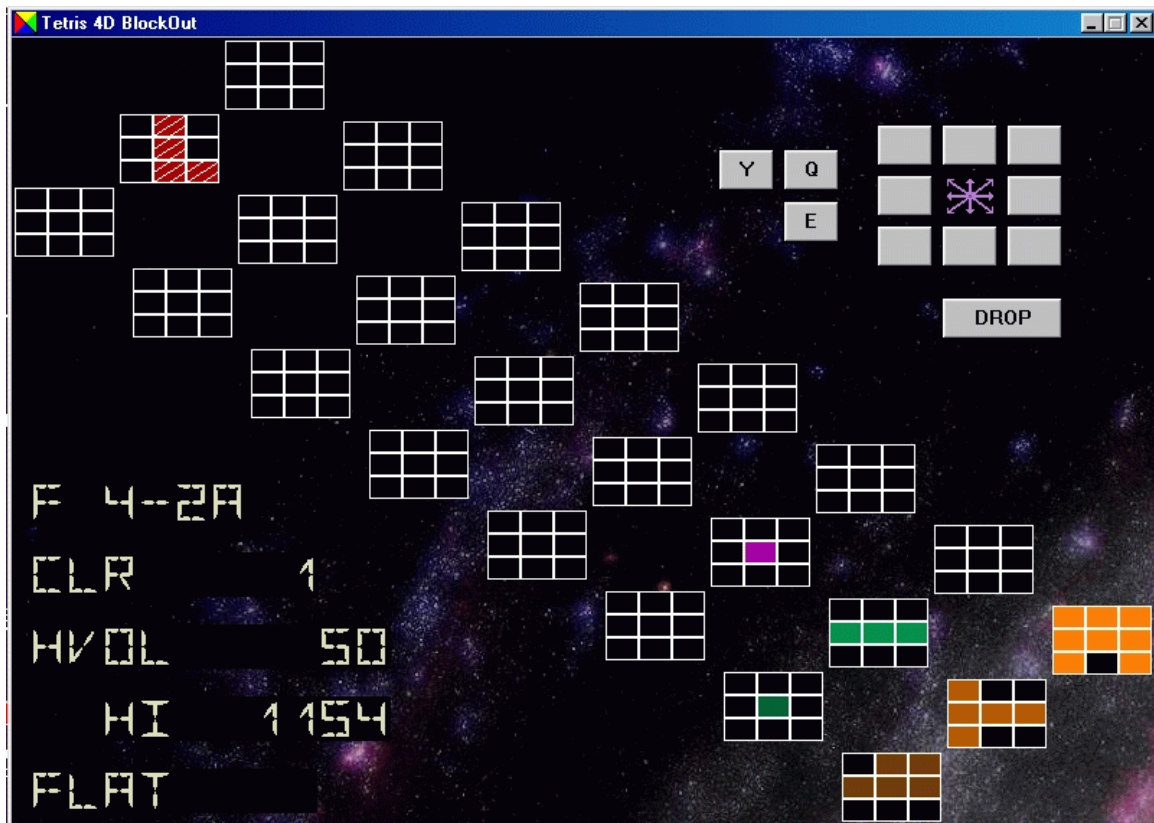 Tetris 4D BlockOut
Y Q
E
DROP
F 4-2A
CLR 1
HVOL 50
HI 1154
FLAT